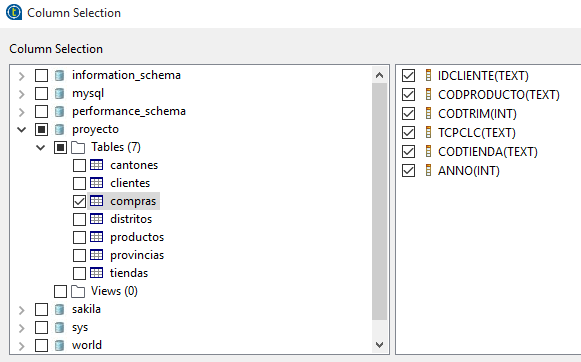 Column Selection
Column Selection
information_schema
mysql
performance_schema
proyecto
Tables (7)
cantones
clientes
compras
distritos
productos
provincias
tiendas
Views (0)
sakila
sys
world
IDCLIENTE(TEXT)
CODPRODUCTO(TEXT)
CODTRIM(INT)
TCPCLC(TEXT)
CODTIENDA(TEXT)
ANNO(INT)